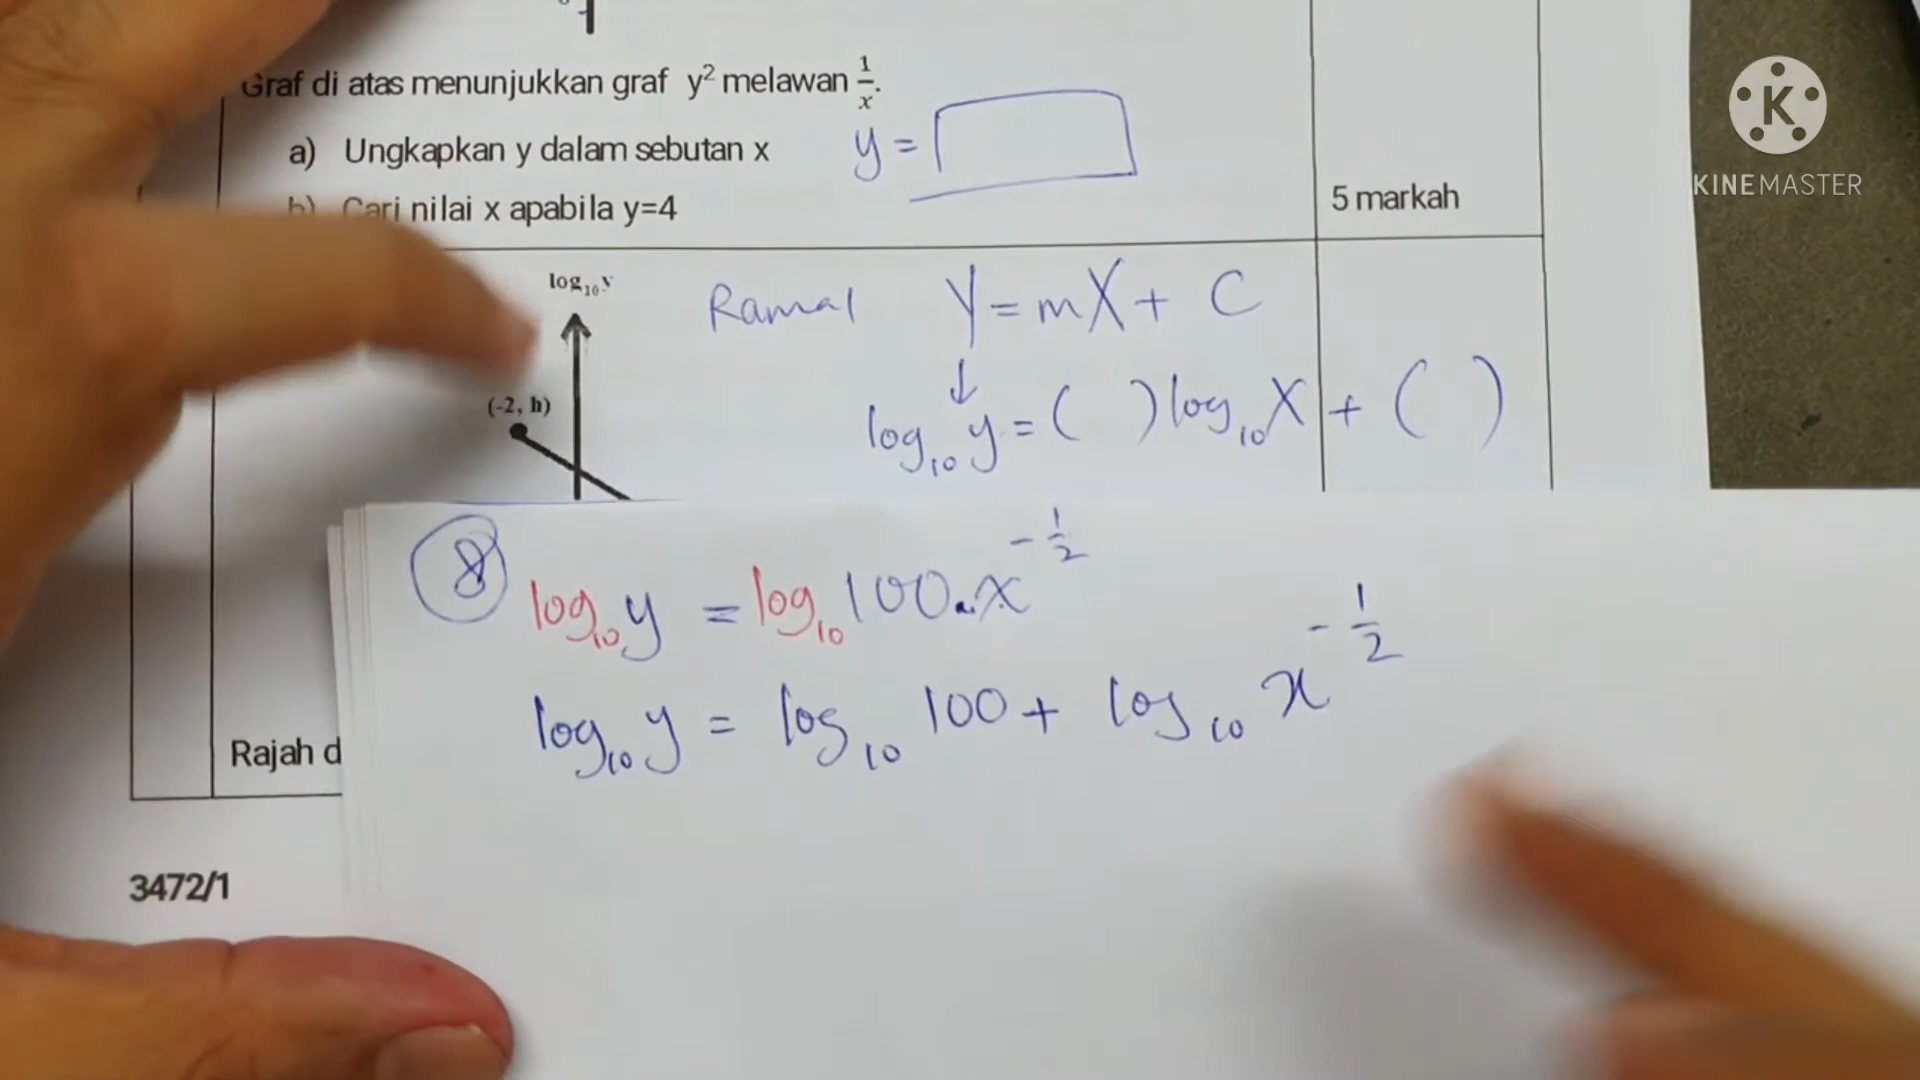 Graf di atas menunjukkan graf y² melawan 1/x.
a) Ungkapkan y dalam sebutan x
y =
b) Cari nilai x apabila y=4
5 markah
K
KINEMASTER
log₁₀ y
(-2, h)
Ramal Y = mX + C
↓
log₁₀ y = ( ) log₁₀ X + ( )
8
log₁₀ y = log₁₀ 100 . x^(-1/2)
log₁₀ y = log₁₀ 100 + log₁₀ x^(-1/2)
Rajah
3472/1